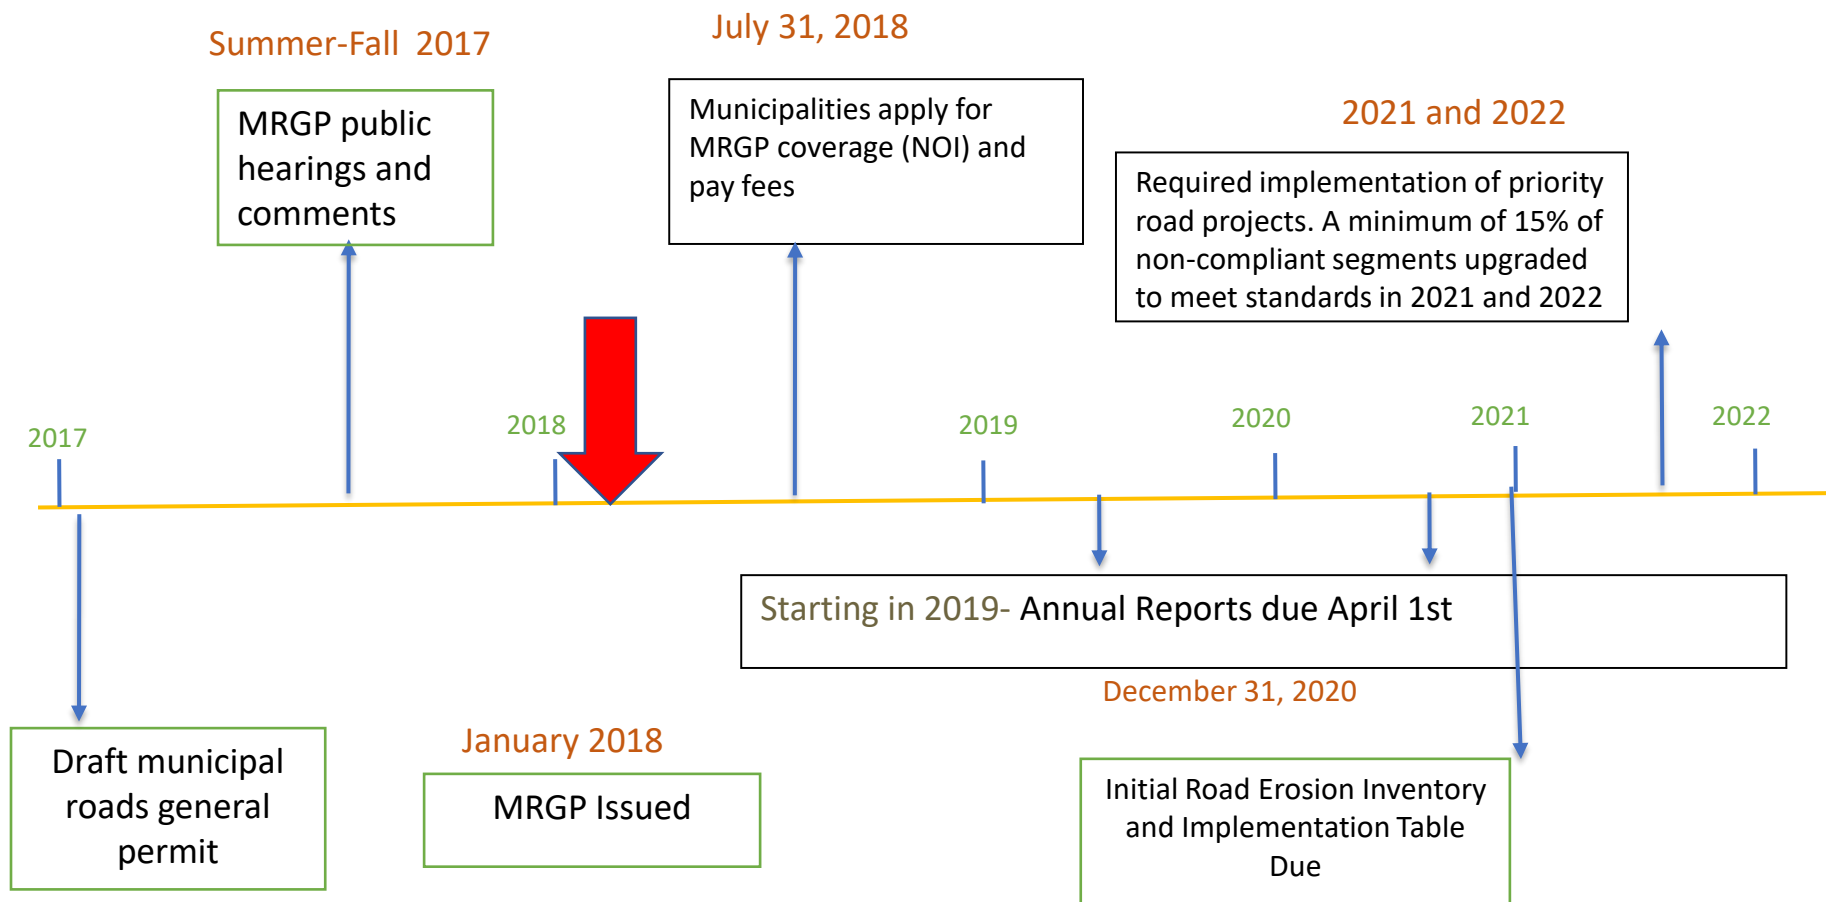 Summer-Fall 2017
MRGP public
hearings and
comments
July 31, 2018
Municipalities apply for
MRGP coverage (NOI) and
pay fees
2021 and 2022
Required implementation of priority
road projects. A minimum of 15% of
non-compliant segments upgraded
to meet standards in 2021 and 2022
2017
2018
2019
2020
2021
2022
Starting in 2019- Annual Reports due April 1st
December 31, 2020
Draft municipal
roads general
permit
January 2018
MRGP Issued
Initial Road Erosion Inventory
and Implementation Table
Due